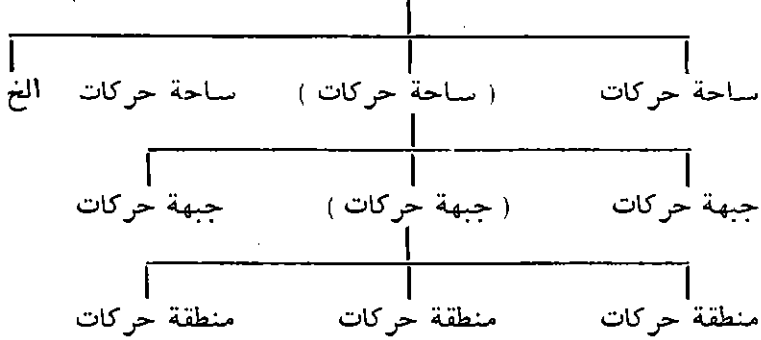 ساحة حركات ( ساحة حركات ) ساحة حركات الخ
جبهة حركات ( جبهة حركات ) جبهة حركات
منطقة حركات منطقة حركات منطقة حركات